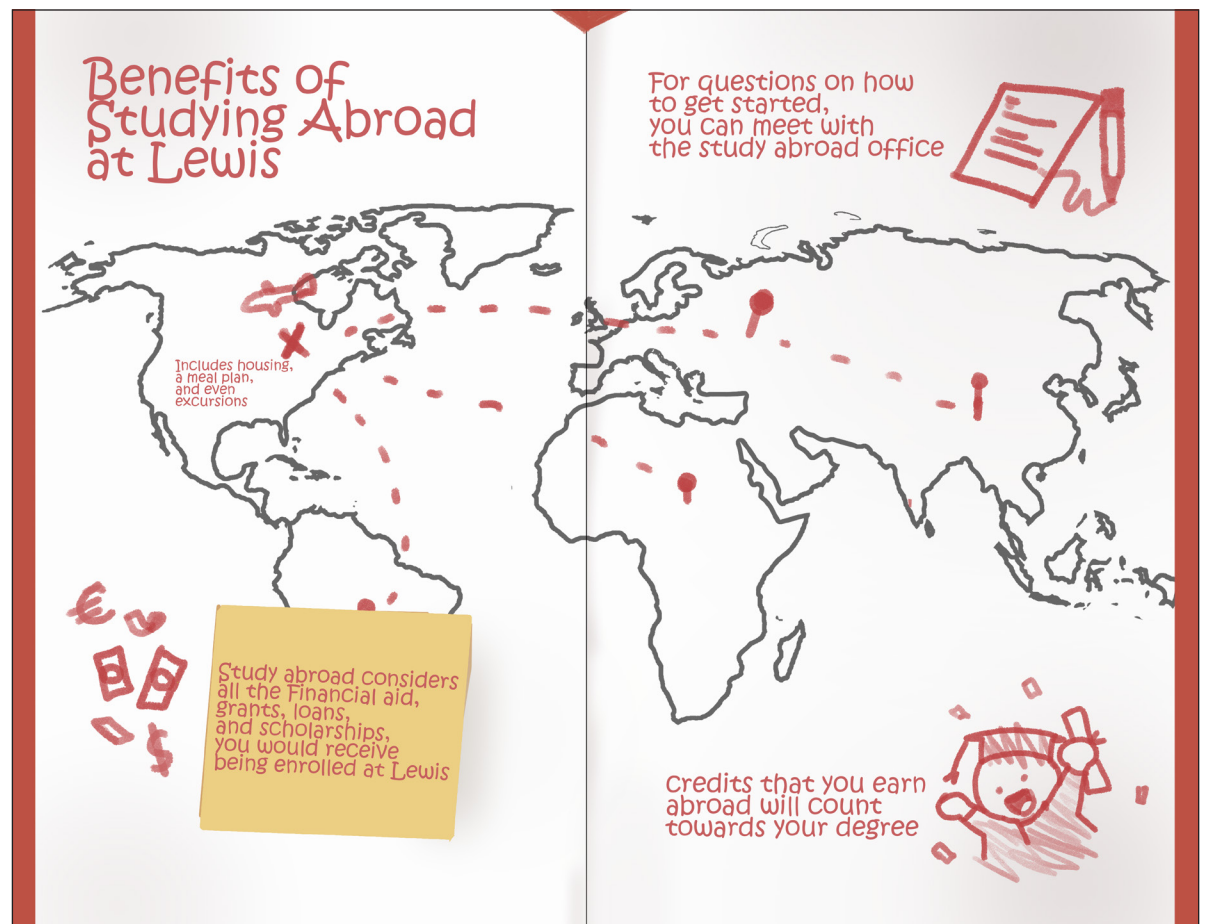 Benefits of
Studying Abroad
at Lewis
For questions on how
to get started,
you can meet with
the study abroad office
Includes housing,
a meal plan,
and even
excursions
Study abroad considers
all the Financial aid,
grants, loans,
and scholarships,
you would receive
being enrolled at Lewis
Credits that you earn
abroad will count
towards your degree